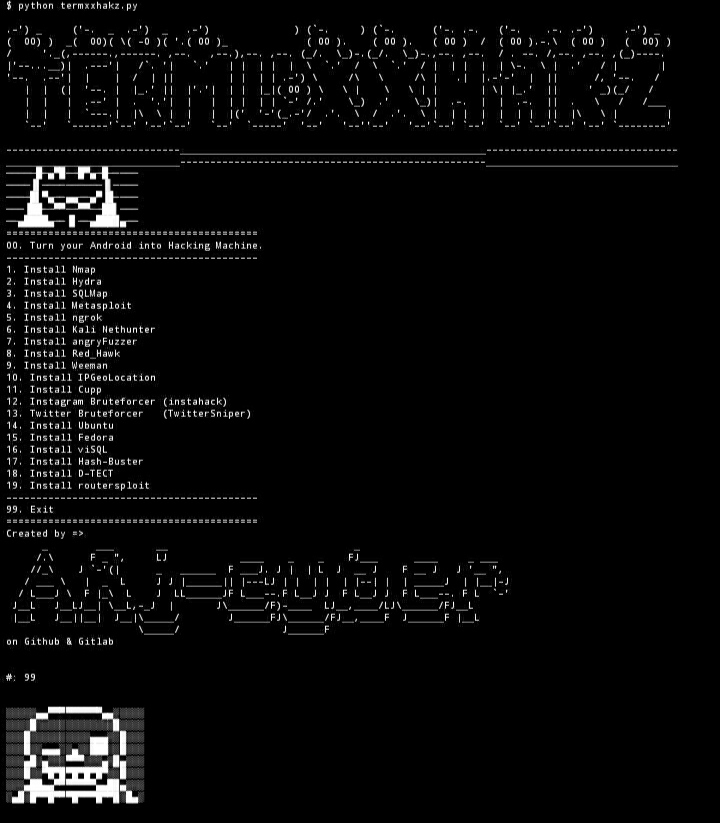 $ python termxxhakz.py
TERMUXXHAKZ
00. Turn your Android into Hacking Machine.
1. Install Nmap
2. Install Hydra
3. Install SQLMap
4. Install Metasploit
5. Install ngrok
6. Install Kali Nethunter
7. Install angryFuzzer
8. Install Red_Hawk
9. Install Weeman
10. Install IPGeoLocation
11. Install Cupp
12. Instagram Bruteforcer (instahack)
13. Twitter Bruteforcer   (TwitterSniper)
14. Install Ubuntu
15. Install Fedora
16. Install viSQL
17. Install Hash-Buster
18. Install D-TECT
19. Install routersploit
99. Exit
Created by =>
ARJ-cyber
on Github & Gitlab
#: 99